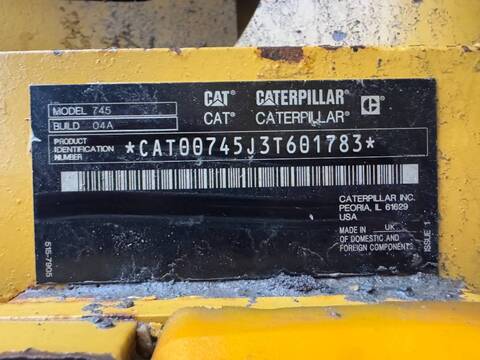 CAT CATERPILLAR C
CAT CATERPILLAR C
MODEL 745
BUILD 04A
PRODUCT IDENTIFICATION NUMBER
*CAT00745J3T601783*
CATERPILLAR INC.
PEORIA, IL 61629
USA
MADE IN UK
OF DOMESTIC AND
FOREIGN COMPONENTS
515-7905
ISSUE 1